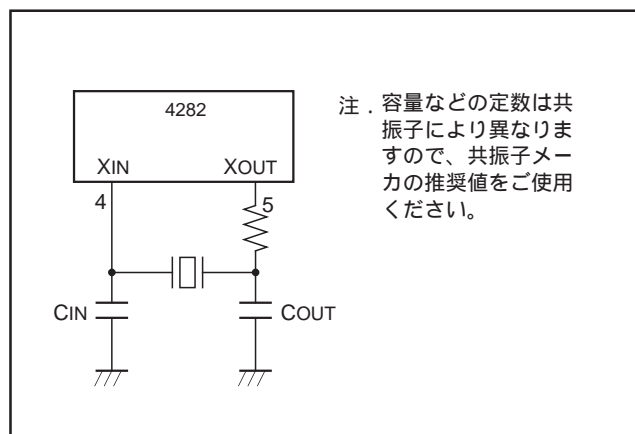 4282
XIN
XOUT
4
5
CIN
COUT
注．容量などの定数は共
振子により異なりま
すので、共振子メー
カの推奨値をご使用
ください。